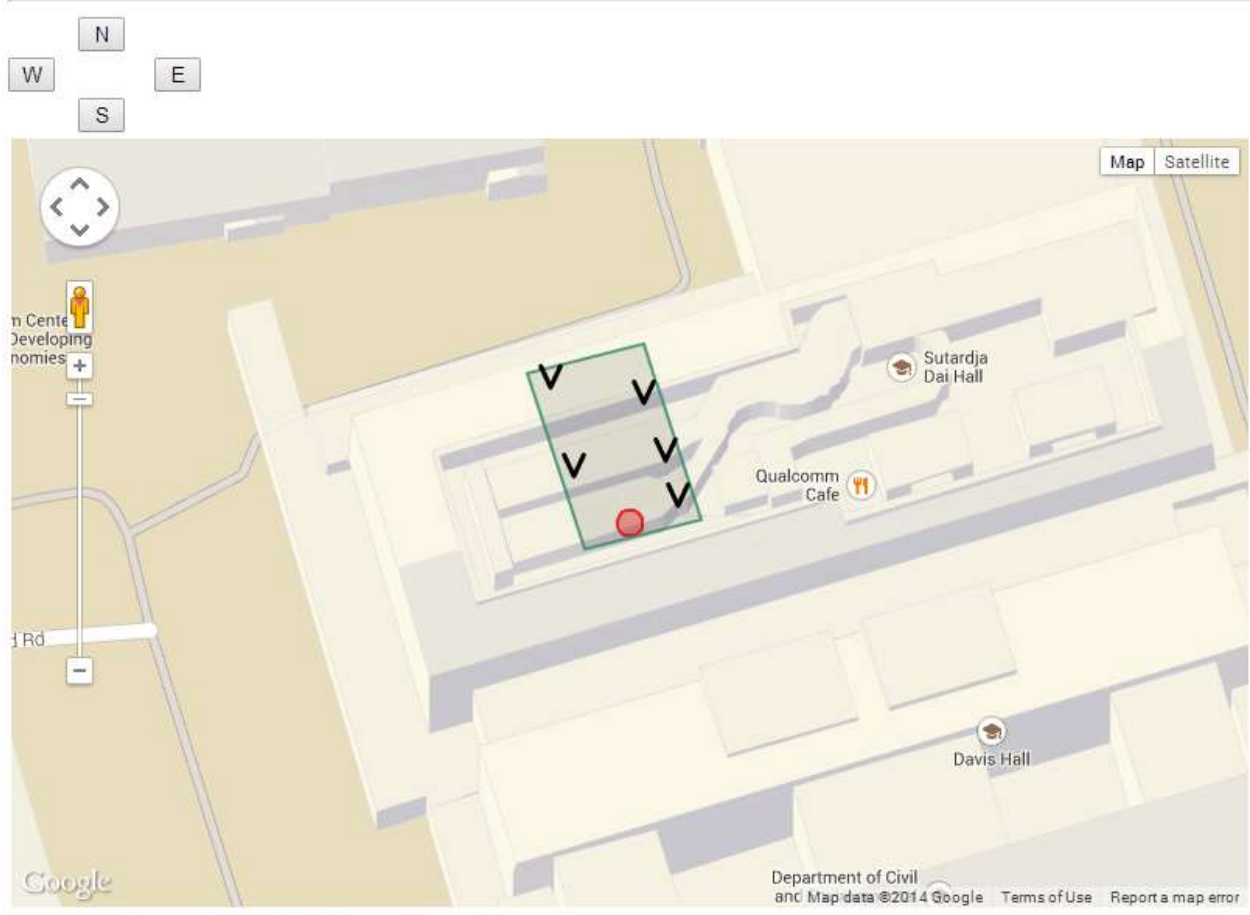 N
W E
S
Map Satellite
m Cente
Developing
nomies
Sutardja
Dai Hall
Qualcomm
Cafe
V
V
V
V
V
d Rd
Davis Hall
Department of Civil
and
Google
Map data ©2014 Google Terms of Use Report a map error